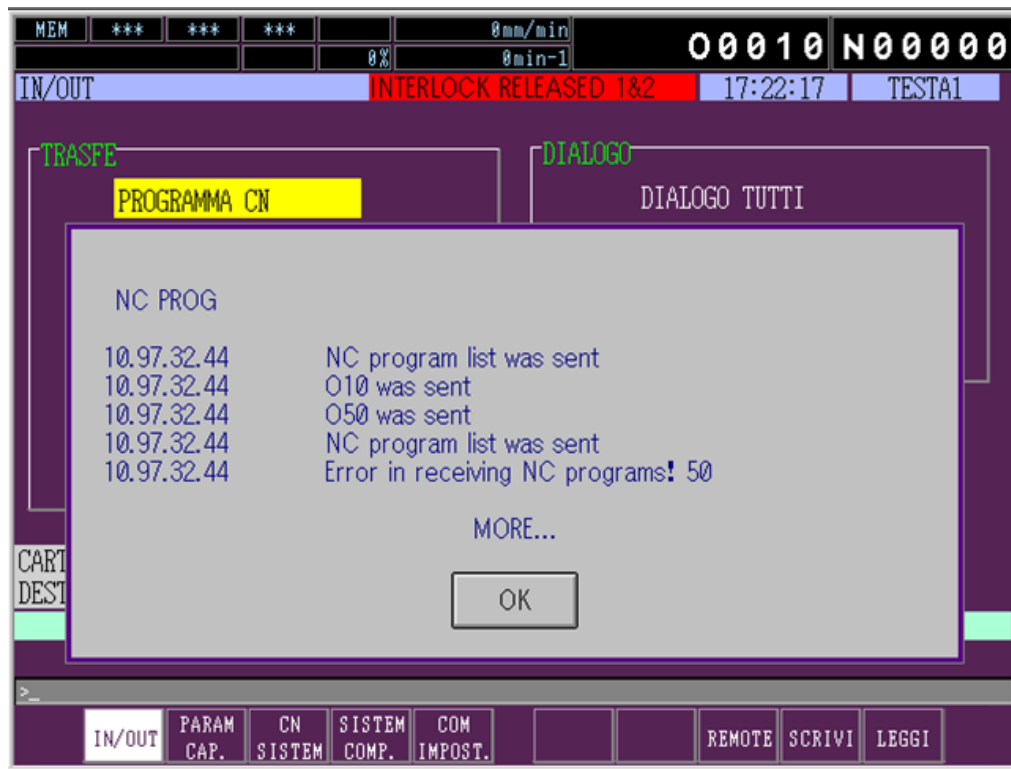 MEM *** *** *** 0mm/min O0010 N00000
0% 0min-1
IN/OUT INTERLOCK RELEASED 1&2 17:22:17 TESTA1
TRASFE DIALOGO
PROGRAMMA CN DIALOGO TUTTI
NC PROG
10.97.32.44 NC program list was sent
10.97.32.44 O10 was sent
10.97.32.44 O50 was sent
10.97.32.44 NC program list was sent
10.97.32.44 Error in receiving NC programs! 50
MORE...
CART
DEST
OK
>_
IN/OUT PARAM CAP. CN SISTEM SISTEM COMP. COM IMPOST. REMOTE SCRIVI LEGGI